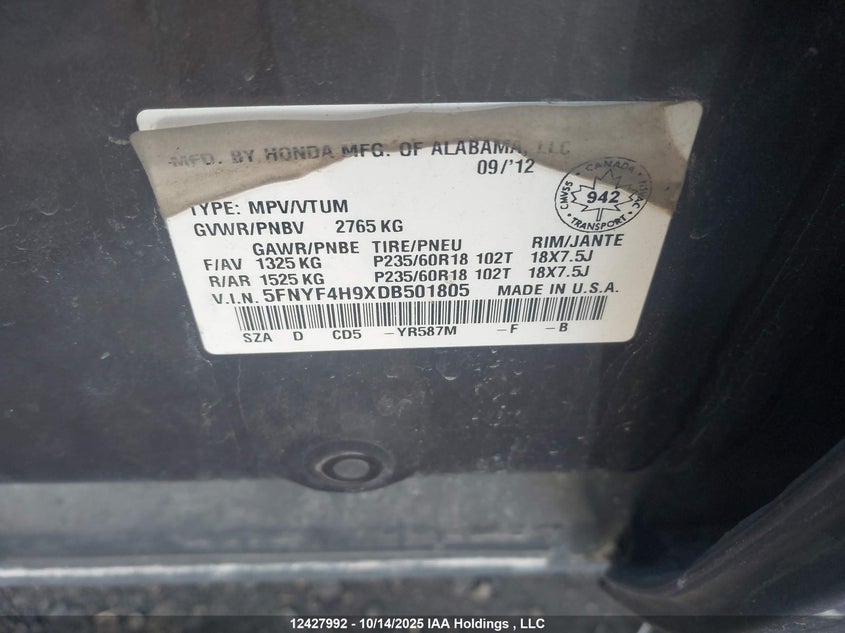 MFD. BY HONDA MFG. OF ALABAMA, LLC
09/'12
CANADA
CMVSS 942 NSVAC
TRANSPORT
TYPE: MPV/VTUM
GVWR/PNBV 2765 KG
GAWR/PNBE TIRE/PNEU RIM/JANTE
F/AV 1325 KG P235/60R18 102T 18X7.5J
R/AR 1525 KG P235/60R18 102T 18X7.5J
V.I.N. 5FNYF4H9XDB501805 MADE IN U.S.A.
SZA D CD5 -YR587M -F -B
12427992 - 10/14/2025 IAA Holdings , LLC